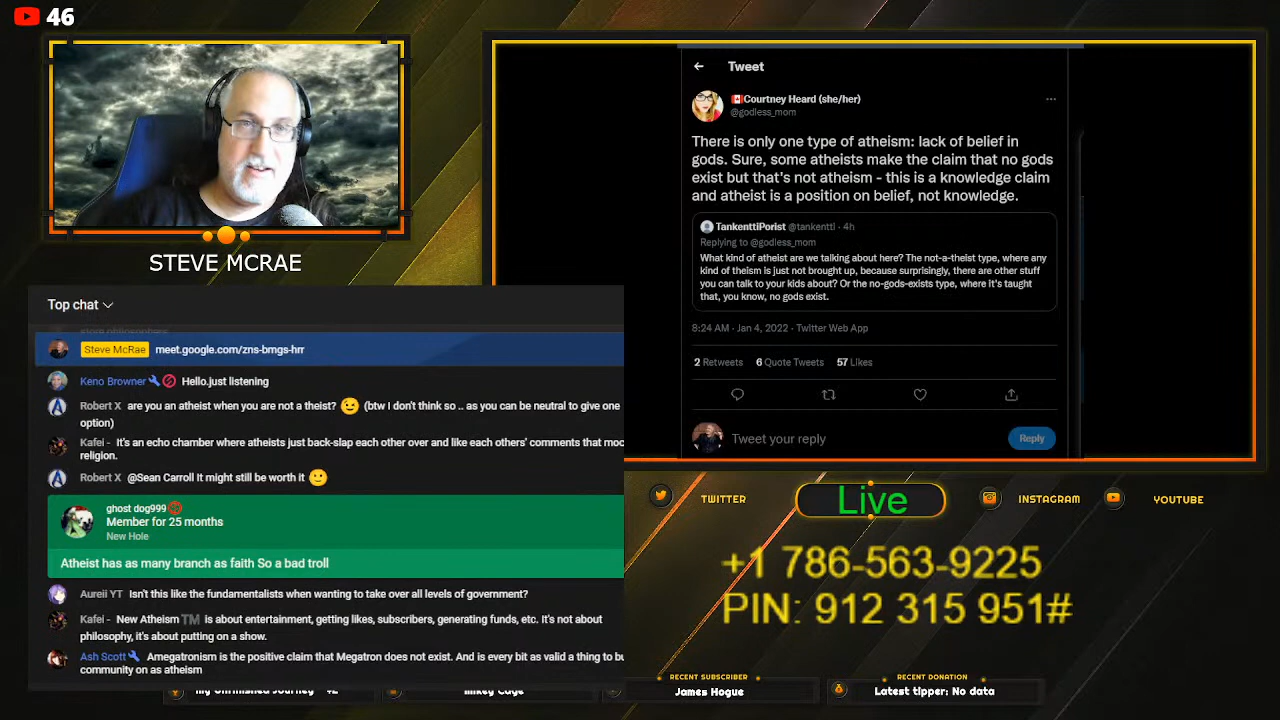 46
STEVE MCRAE
Top chat
Steve McRae meet.google.com/zns-bmgs-hrr
Keno Browner Hello.just listening
Robert X are you an atheist when you are not a theist? 😉 (btw I don't think so .. as you can be neutral to give one
option)
Kafei - It's an echo chamber where atheists just back-slap each other over and like each others' comments that moc
religion.
Robert X @Sean Carroll It might still be worth it 🙂
ghost dog999
Member for 25 months
New Hole
Atheist has as many branch as faith So a bad troll
Aureii YT Isn't this like the fundamentalists when wanting to take over all levels of government?
Kafei - New Atheism™️ is about entertainment, getting likes, subscribers, generating funds, etc. It's not about
philosophy, it's about putting on a show.
Ash Scott Amegatronism is the positive claim that Megatron does not exist. And is every bit as valid a thing to bu
community on as atheism
Tweet
🇨🇦Courtney Heard (she/her)
@godless_mom
There is only one type of atheism: lack of belief in
gods. Sure, some atheists make the claim that no gods
exist but that's not atheism - this is a knowledge claim
and atheist is a position on belief, not knowledge.
TankenttiPorist @tankentti · 4h
Replying to @godless_mom
What kind of atheist are we talking about here? The not-a-theist type, where any
kind of theism is just not brought up, because surprisingly, there are other stuff
you can talk to your kids about? Or the no-gods-exists type, where it's taught
that, you know, no gods exist.
8:24 AM · Jan 4, 2022 · Twitter Web App
2 Retweets 6 Quote Tweets 57 Likes
Tweet your reply
Reply
TWITTER
Live
INSTAGRAM
YOUTUBE
+1 786-563-9225
PIN: 912 315 951#
RECENT SUBSCRIBER
James Hogue
RECENT DONATION
Latest tipper: No data